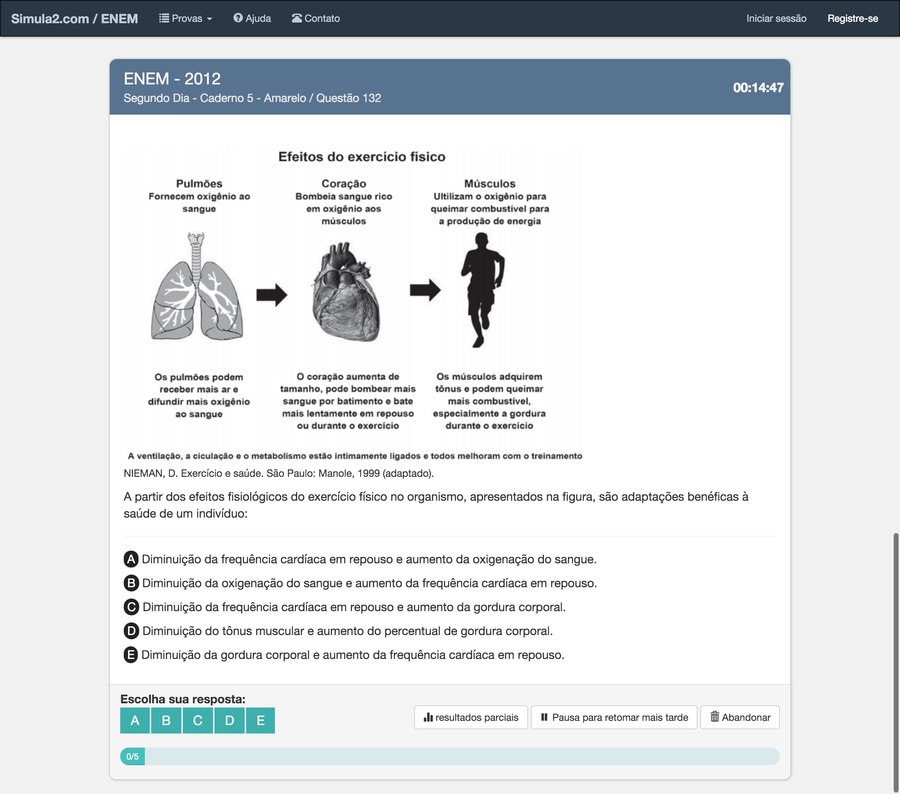 Simula2.com / ENEM
Provas
Ajuda
Contato
Iniciar sessão
Registre-se
ENEM - 2012
Segundo Dia - Caderno 5 - Amarelo / Questão 132
00:14:47
Efeitos do exercício físico
Pulmões
Fornecem oxigênio ao
sangue
Coração
Bombeia sangue rico
em oxigênio aos
músculos
Músculos
Ultilizam o oxigênio para
queimar combustível para
a produção de energia
Os pulmões podem
receber mais ar e
difundir mais oxigênio
ao sangue
O coração aumenta de
tamanho, pode bombear mais
sangue por batimento e bate
mais lentamente em repouso
ou durante o exercício
Os músculos adquirem
tônus e podem queimar
mais combustível,
especialmente a gordura
durante o exercício
A ventilação, a ciculação e o metabolismo estão intimamente ligados e todos melhoram com o treinamento
NIEMAN, D. Exercício e saúde. São Paulo: Manole, 1999 (adaptado).
A partir dos efeitos fisiológicos do exercício físico no organismo, apresentados na figura, são adaptações benéficas à
saúde de um indivíduo:
A Diminuição da frequência cardíaca em repouso e aumento da oxigenação do sangue.
B Diminuição da oxigenação do sangue e aumento da frequência cardíaca em repouso.
C Diminuição da frequência cardíaca em repouso e aumento da gordura corporal.
D Diminuição do tônus muscular e aumento do percentual de gordura corporal.
E Diminuição da gordura corporal e aumento da frequência cardíaca em repouso.
Escolha sua resposta:
A B C D E
resultados parciais
Pausa para retomar mais tarde
Abandonar
0/5